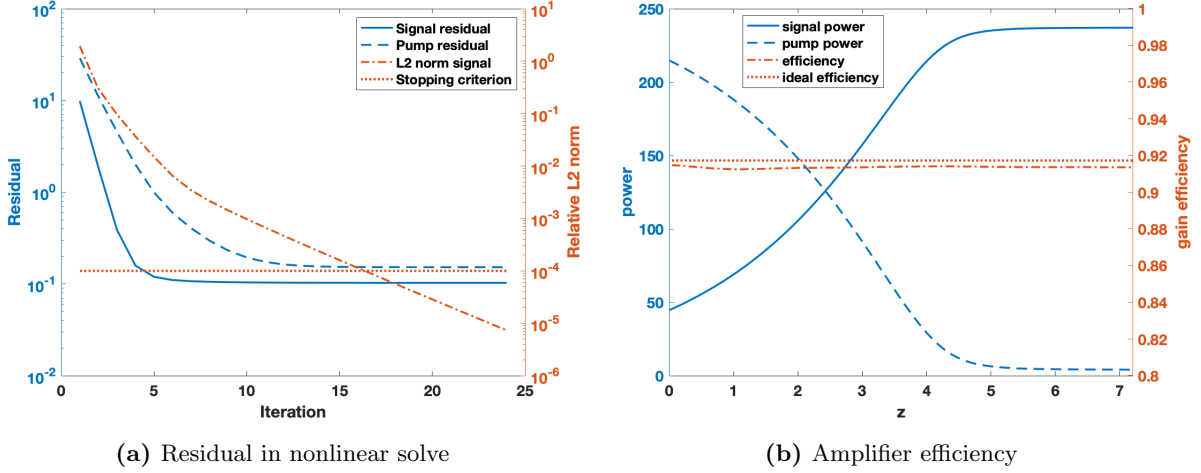 10^2
10^1
10^0
10^-1
10^-2
Residual
0
5
10
15
20
25
Iteration
10^1
10^0
10^-1
10^-2
10^-3
10^-4
10^-5
10^-6
Relative L2 norm
Signal residual
Pump residual
L2 norm signal
Stopping criterion
(a) Residual in nonlinear solve
250
200
150
100
50
0
power
0
1
2
3
4
5
6
7
z
1
0.98
0.96
0.94
0.92
0.9
0.88
0.86
0.84
0.82
0.8
gain efficiency
signal power
pump power
efficiency
ideal efficiency
(b) Amplifier efficiency